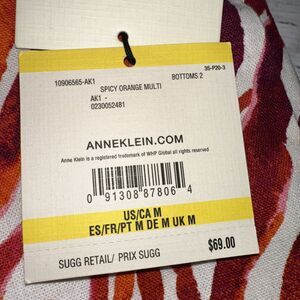 35-P20-3
10906565-AK1 BOTTOMS 2
SPICY ORANGE MULTI
AK1 -
0230052481
ANNEKLEIN.COM
Anne Klein is a registered trademark of WHP Global all rights reserved
0 91308 87806 4
US/CA M
ES/FR/PT M DE M UK M
$69.00
SUGG RETAIL/ PRIX SUGG